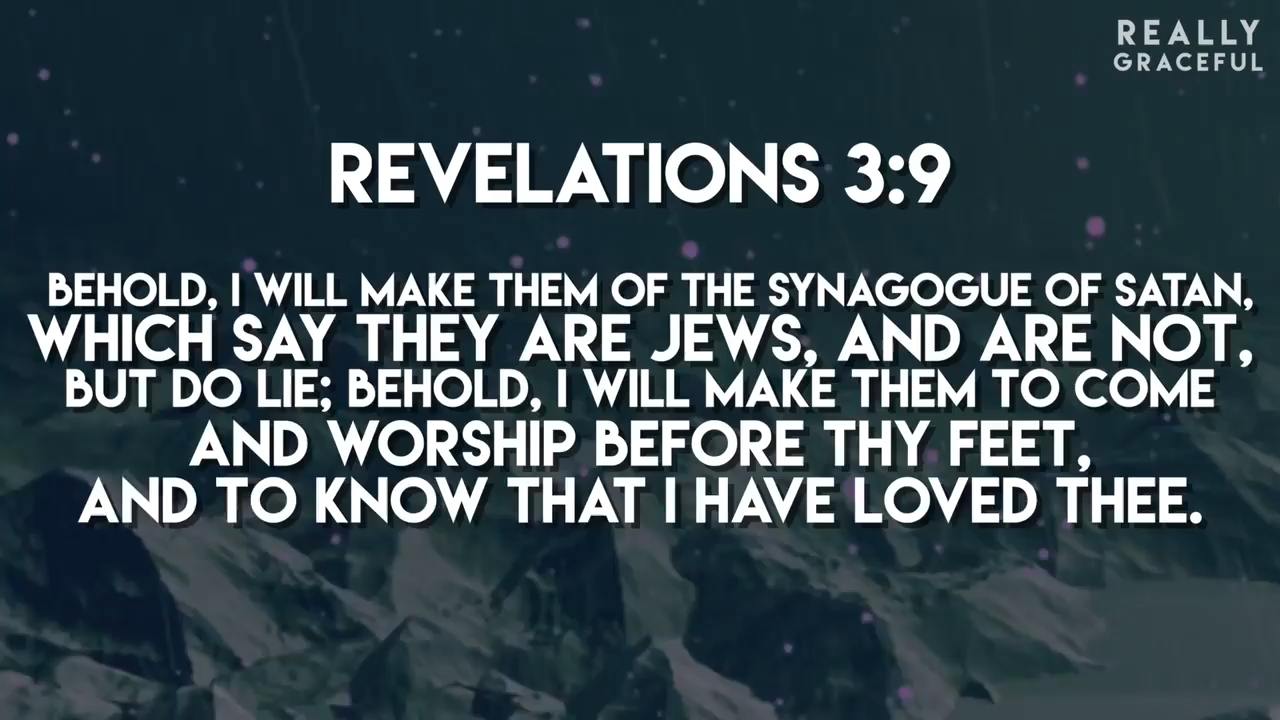 REALLY
GRACEFUL
REVELATIONS 3:9
BEHOLD, I WILL MAKE THEM OF THE SYNAGOGUE OF SATAN,
WHICH SAY THEY ARE JEWS, AND ARE NOT,
BUT DO LIE; BEHOLD, I WILL MAKE THEM TO COME
AND WORSHIP BEFORE THY FEET,
AND TO KNOW THAT I HAVE LOVED THEE.